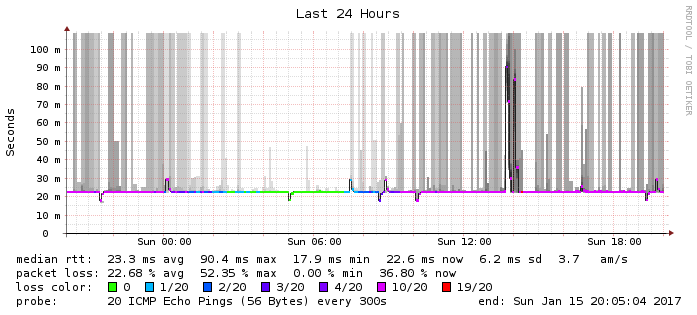 Last 24 Hours
RRDTOOL / TOBI OETIKER
Seconds
100 m
90 m
80 m
70 m
60 m
50 m
40 m
30 m
20 m
10 m
0
Sun 00:00 Sun 06:00 Sun 12:00 Sun 18:00
median rtt: 23.3 ms avg 90.4 ms max 17.9 ms min 22.6 ms now 6.2 ms sd 3.7 am/s
packet loss: 22.68 % avg 52.35 % max 0.00 % min 36.80 % now
loss color: 0 1/20 2/20 3/20 4/20 10/20 19/20
probe: 20 ICMP Echo Pings (56 Bytes) every 300s end: Sun Jan 15 20:05:04 2017